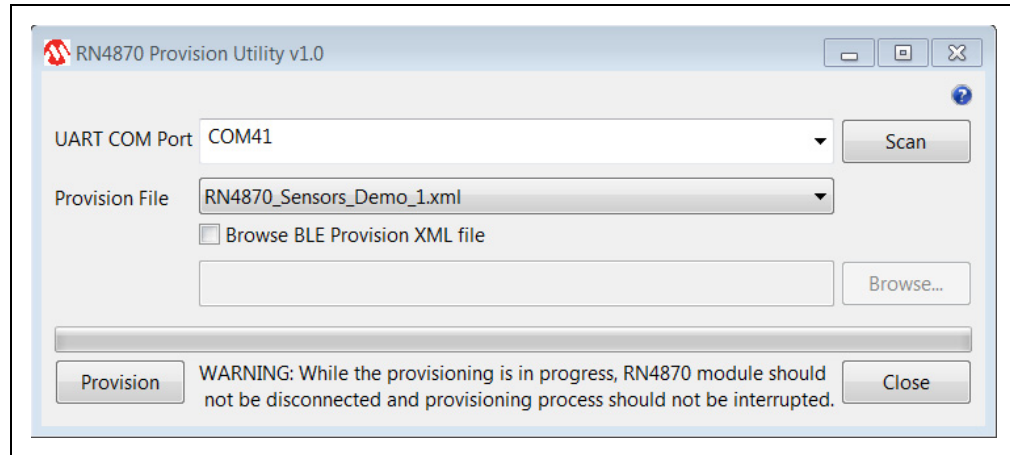 RN4870 Provision Utility v1.0
?
UART COM Port COM41 Scan
Provision File RN4870_Sensors_Demo_1.xml
Browse BLE Provision XML file
Browse...
Provision WARNING: While the provisioning is in progress, RN4870 module should Close
not be disconnected and provisioning process should not be interrupted.